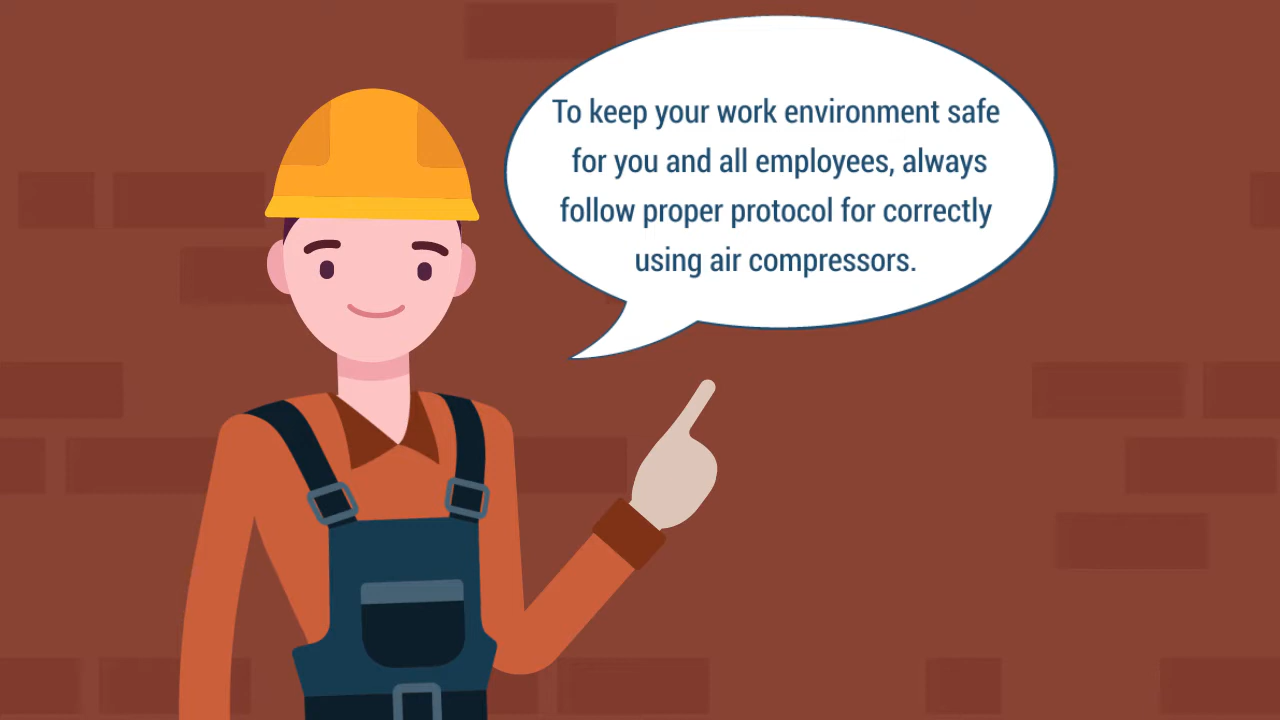 To keep your work environment safe
for you and all employees, always
follow proper protocol for correctly
using air compressors.